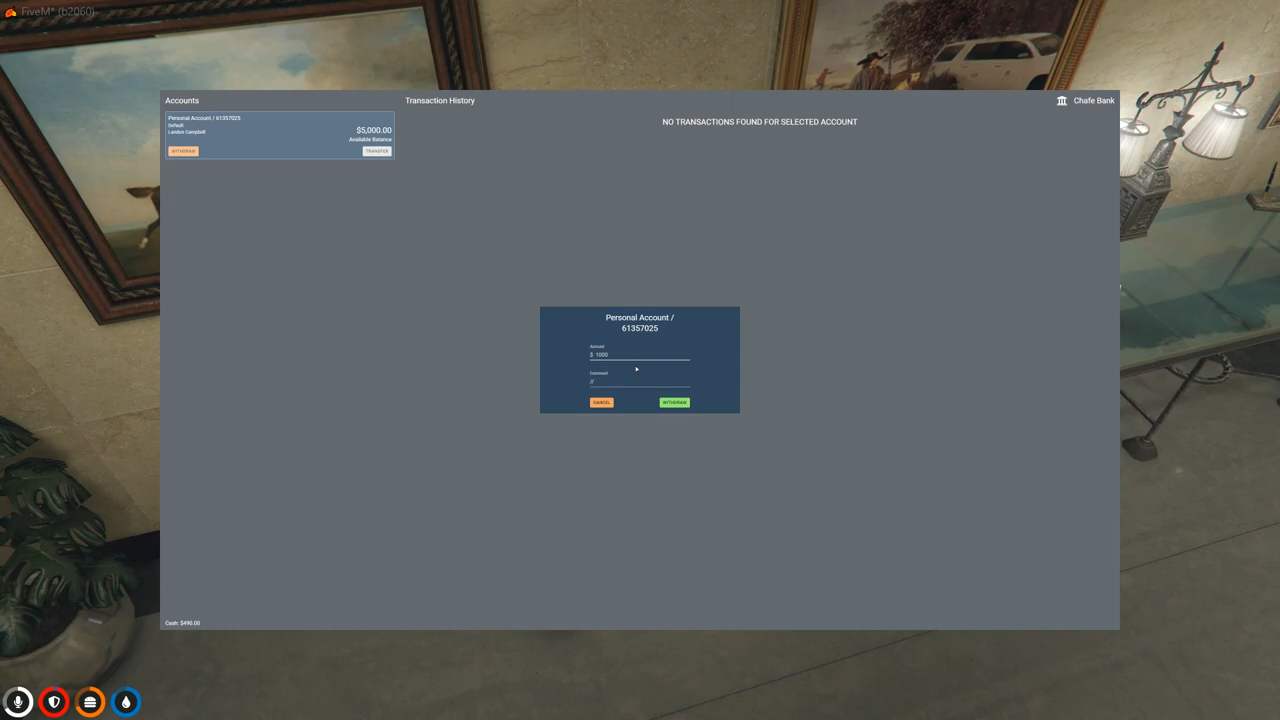 FiveM* (b2060)
Accounts
Transaction History
Chafe Bank
Personal Account / 61357025
Default
Landon Campbell
$5,000.00
Available Balance
WITHDRAW
TRANSFER
NO TRANSACTIONS FOUND FOR SELECTED ACCOUNT
Personal Account /
61357025
Amount
$ 1000
Comment
//
CANCEL
WITHDRAW
Cash: $490.00